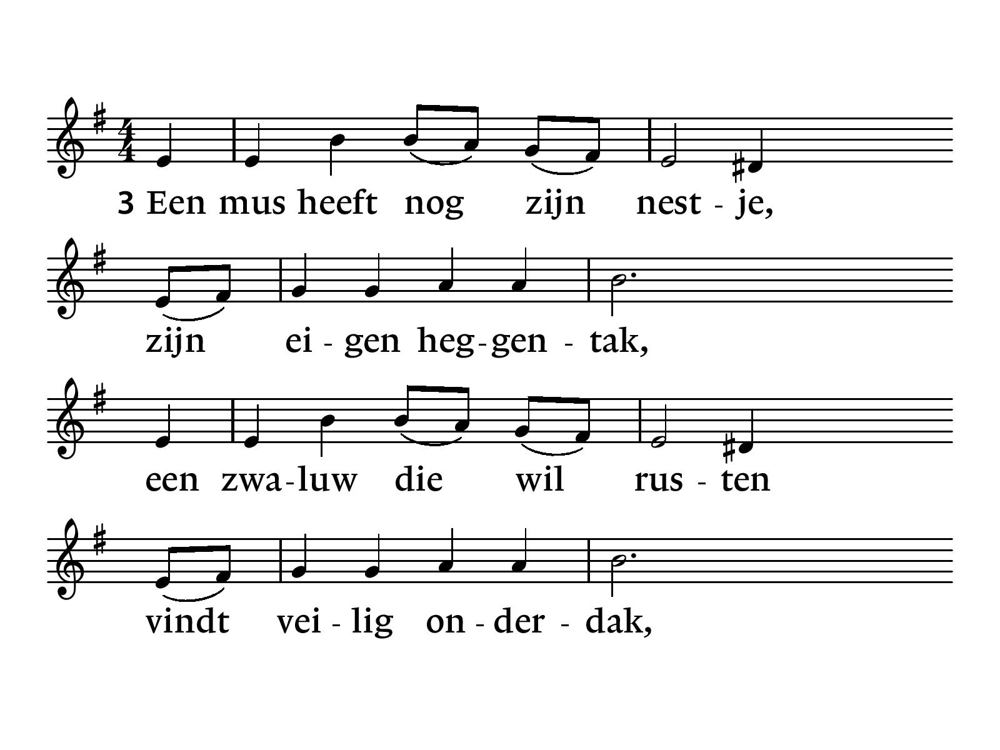 3 Een mus heeft nog zijn nest - je,
zijn ei - gen heg - gen - tak,
een zwa - luw die wil rus - ten
vindt vei - lig on - der - dak,